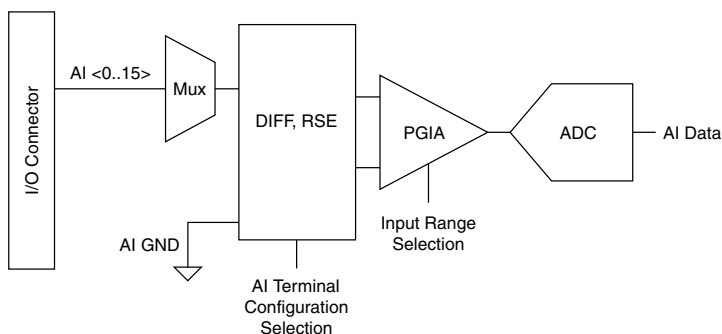 I/O Connector
AI <0..15>
Mux
DIFF, RSE
PGIA
ADC
AI Data
AI GND
Input Range
Selection
AI Terminal
Configuration
Selection